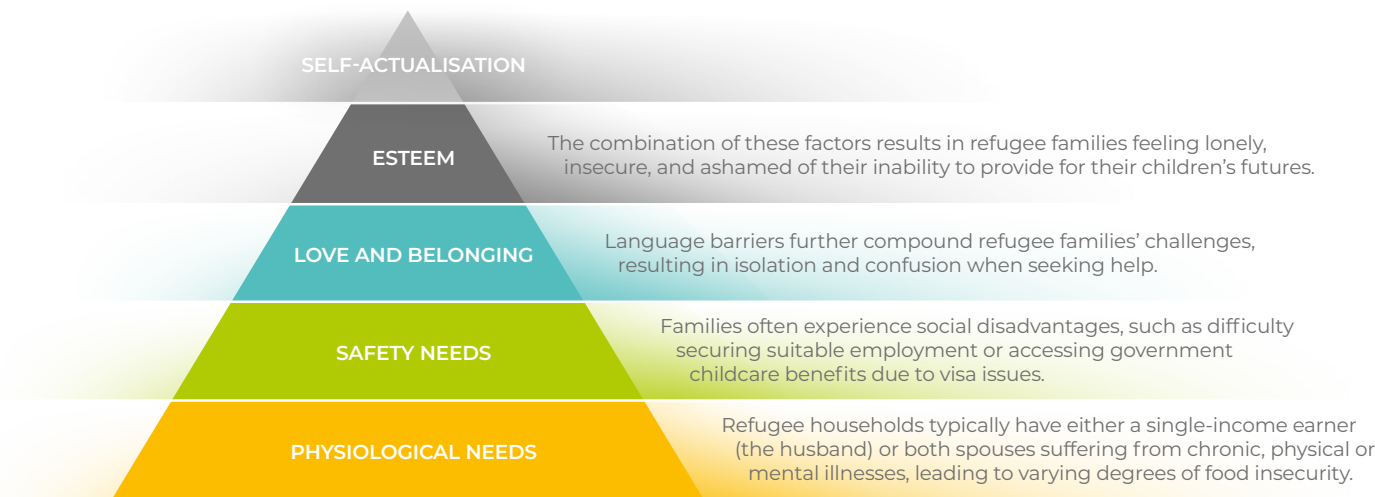 SELF-ACTUALISATION
ESTEEM
The combination of these factors results in refugee families feeling lonely,
insecure, and ashamed of their inability to provide for their children’s futures.
LOVE AND BELONGING
Language barriers further compound refugee families’ challenges,
resulting in isolation and confusion when seeking help.
SAFETY NEEDS
Families often experience social disadvantages, such as difficulty
securing suitable employment or accessing government
childcare benefits due to visa issues.
PHYSIOLOGICAL NEEDS
Refugee households typically have either a single-income earner
(the husband) or both spouses suffering from chronic, physical or
mental illnesses, leading to varying degrees of food insecurity.